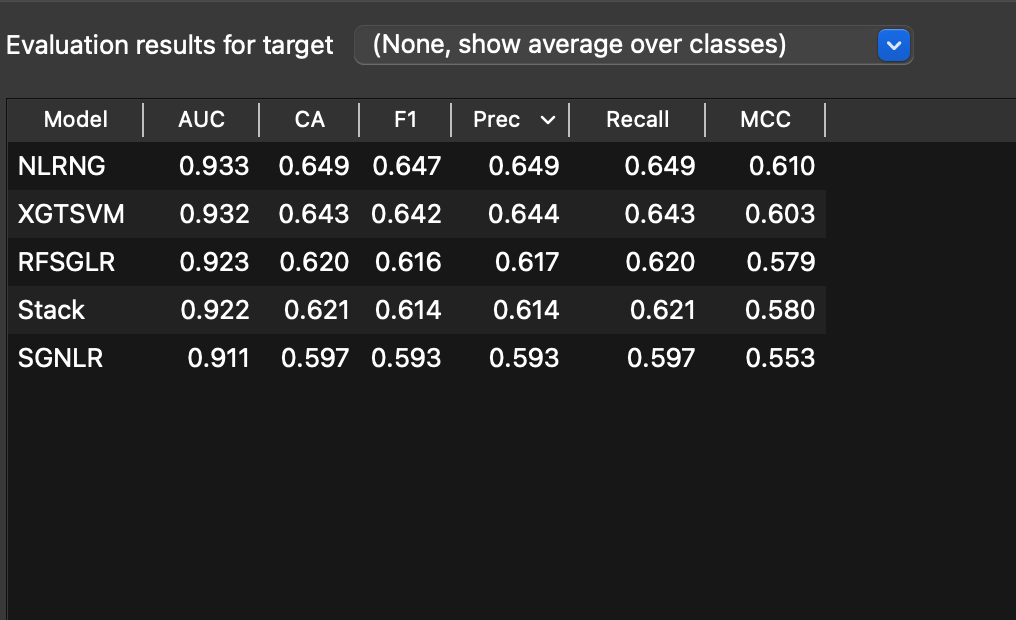 Evaluation results for target (None, show average over classes)
Model AUC CA F1 Prec Recall MCC
NLRNG 0.933 0.649 0.647 0.649 0.649 0.610
XGTSVM 0.932 0.643 0.642 0.644 0.643 0.603
RFSGLR 0.923 0.620 0.616 0.617 0.620 0.579
Stack 0.922 0.621 0.614 0.614 0.621 0.580
SGNLR 0.911 0.597 0.593 0.593 0.597 0.553